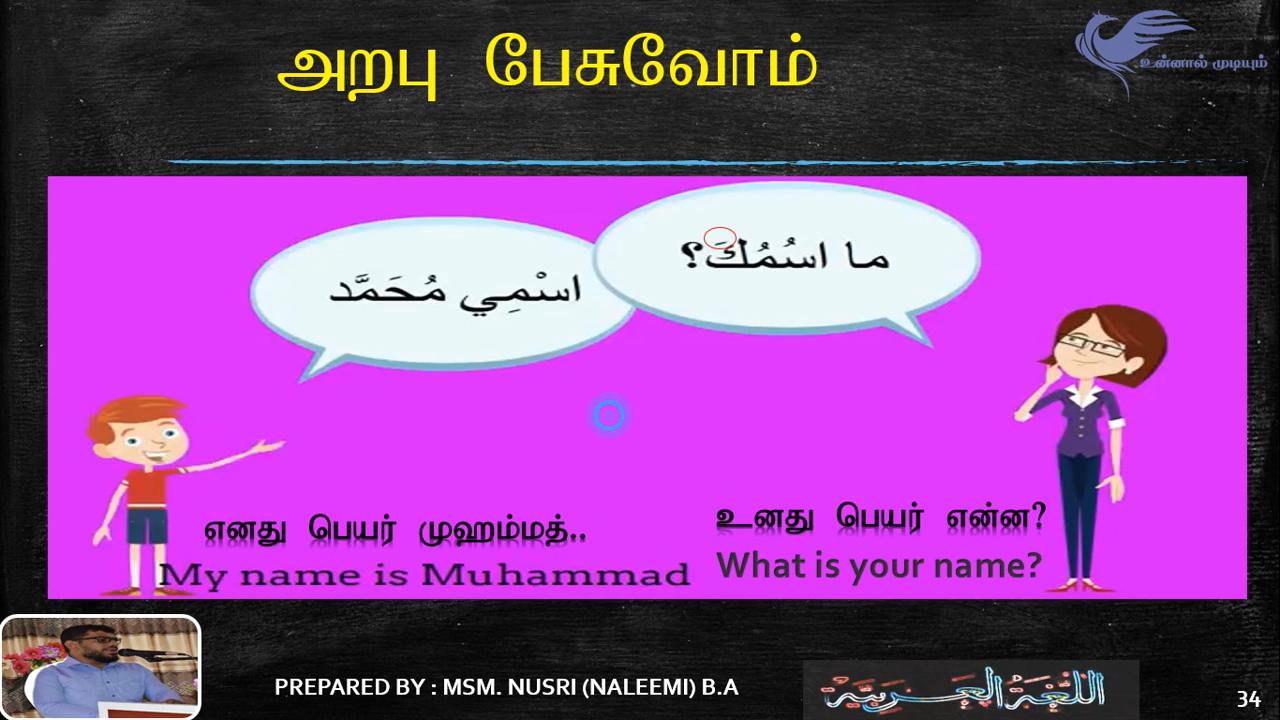 அறபு பேசுவோம்
உன்னால் முடியும்
ما اسُمُكَ؟
اسْمِي مُحَمَّد
எனது பெயர் முஹம்மத்..
My name is Muhammad
உனது பெயர் என்ன?
What is your name?
PREPARED BY : MSM. NUSRI (NALEEMI) B.A
اللُّغَةُ الْعَرَبِيَّة
34